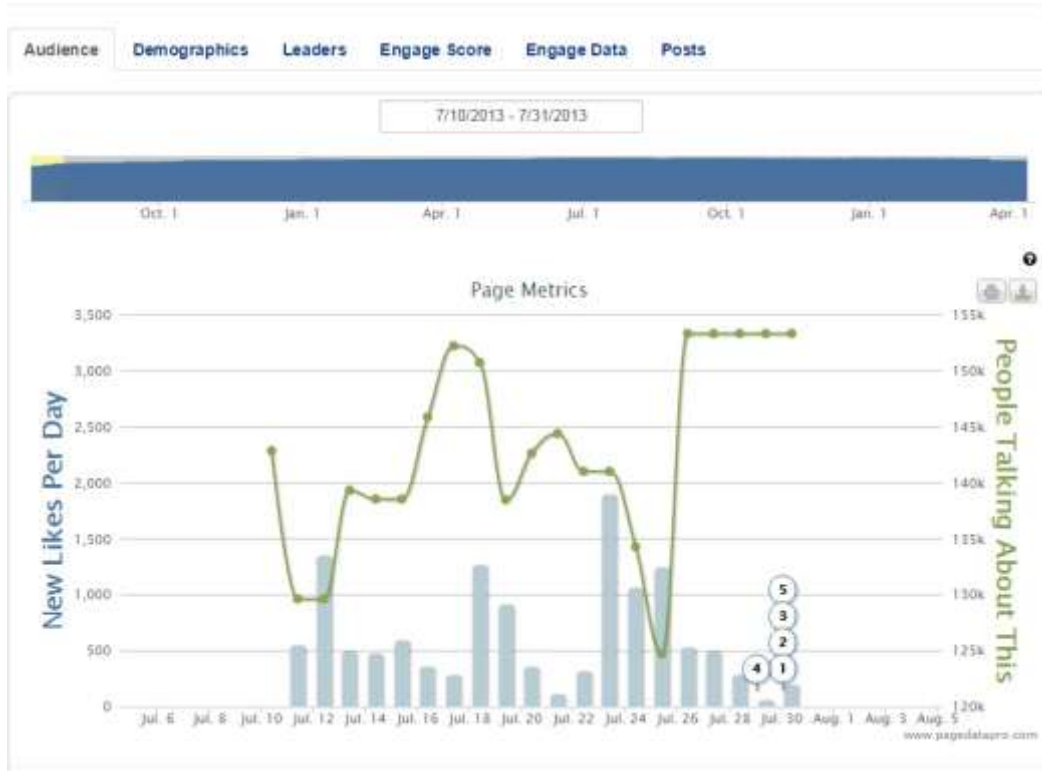 Audience Demographics Leaders Engage Score Engage Data Posts
7/10/2013 - 7/31/2013
Oct. 1 Jan. 1 Apr. 1 Jul. 1 Oct. 1 Jan. 1 Apr. 1
?
Page Metrics
New Likes Per Day
3,500
3,000
2,500
2,000
1,500
1,000
500
0
155k
150k
145k
140k
135k
130k
125k
120k
People Talking About This
5
3
2
4 1
Jul. 6 Jul. 8 Jul. 10 Jul. 12 Jul. 14 Jul. 16 Jul. 18 Jul. 20 Jul. 22 Jul. 24 Jul. 26 Jul. 28 Jul. 30 Aug. 1 Aug. 3 Aug. 5
www.pagedatapro.com